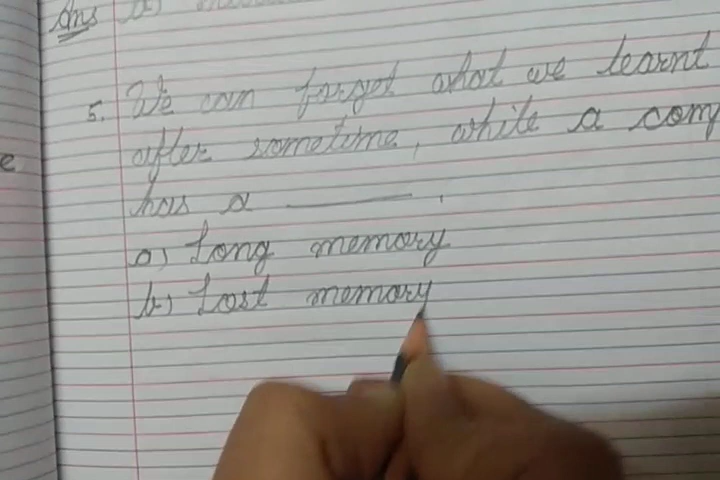 Ans
5. We can forget what we learnt
after sometime, while a com
has a ______.
a) Long memory
b) Lost memory
e